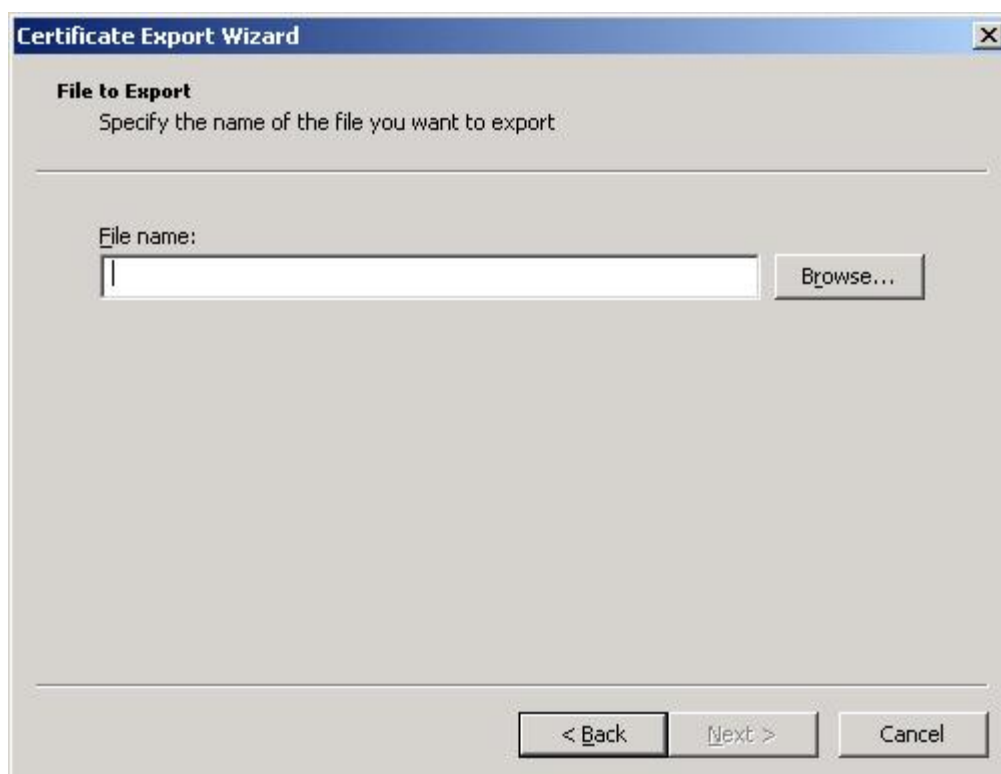 Certificate Export Wizard
File to Export
Specify the name of the file you want to export
File name:
Browse...
< Back
Next >
Cancel